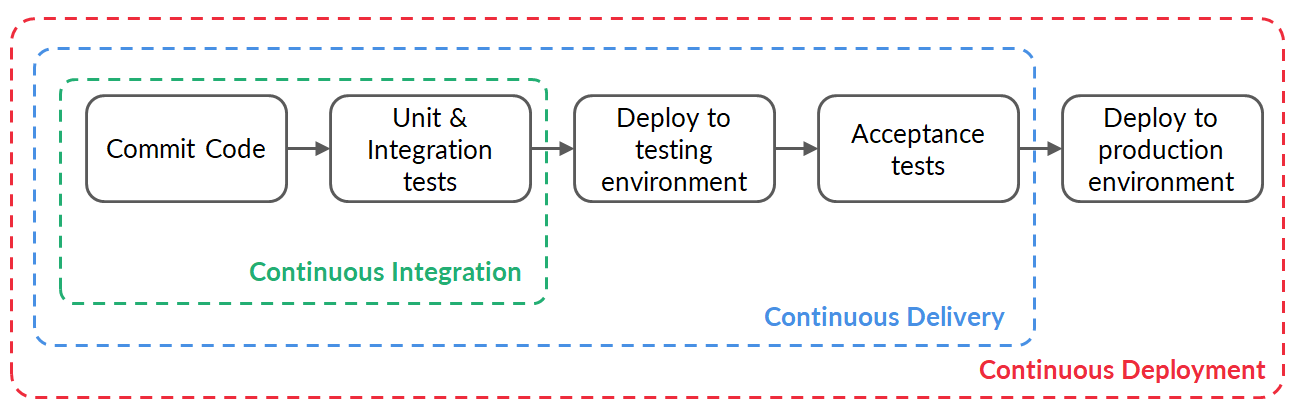 Commit Code
Unit &
Integration
tests
Deploy to
testing
environment
Acceptance
tests
Deploy to
production
environment
Continuous Integration
Continuous Delivery
Continuous Deployment